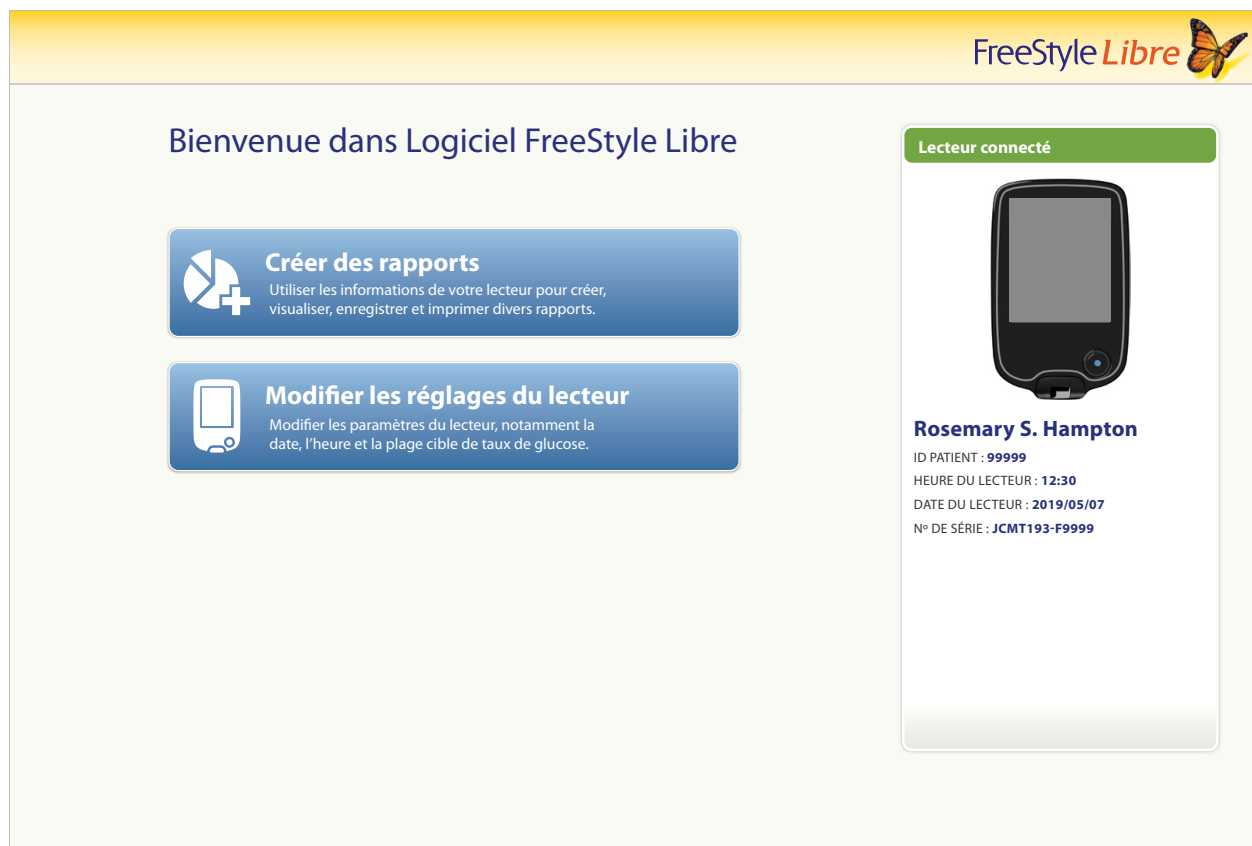 FreeStyle Libre
Bienvenue dans Logiciel FreeStyle Libre
Créer des rapports
Utiliser les informations de votre lecteur pour créer,
visualiser, enregistrer et imprimer divers rapports.
Modifier les réglages du lecteur
Modifier les paramètres du lecteur, notamment la
date, l’heure et la plage cible de taux de glucose.
Lecteur connecté
Rosemary S. Hampton
ID PATIENT : 99999
HEURE DU LECTEUR : 12:30
DATE DU LECTEUR : 2019/05/07
Nº DE SÉRIE : JCMT193-F9999